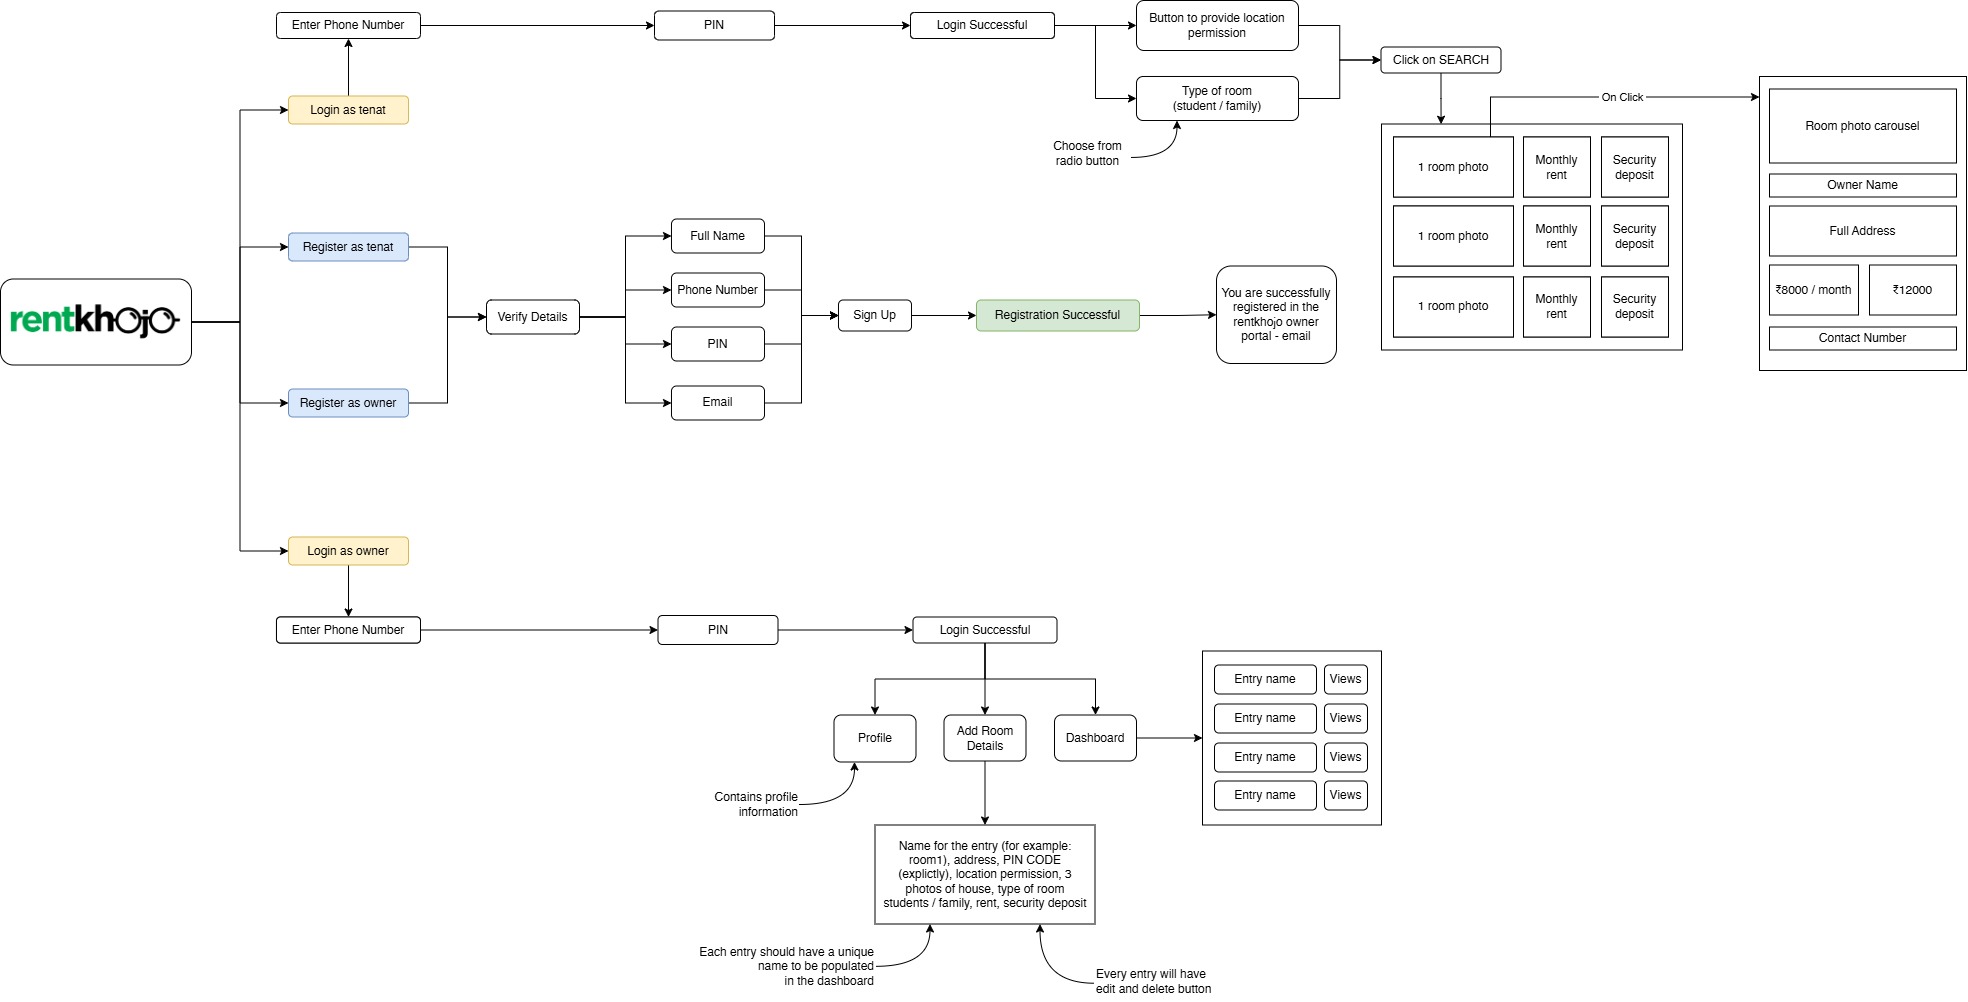 Enter Phone Number
PIN
Login Successful
Button to provide location
permission
Click on SEARCH
Type of room
(student / family)
Choose from
radio button
Login as tenat
On Click
1 room photo
Monthly
rent
Security
deposit
1 room photo
Monthly
rent
Security
deposit
1 room photo
Monthly
rent
Security
deposit
Room photo carousel
Owner Name
Full Address
₹8000 / month
₹12000
Contact Number
rentkhojo
Register as tenat
Register as owner
Verify Details
Full Name
Phone Number
PIN
Email
Sign Up
Registration Successful
You are successfully
registered in the
rentkhojo owner
portal - email
Login as owner
Enter Phone Number
PIN
Login Successful
Profile
Add Room
Details
Dashboard
Entry name
Views
Entry name
Views
Entry name
Views
Entry name
Views
Contains profile
information
Name for the entry (for example:
room1), address, PIN CODE
(explictly), location permission, 3
photos of house, type of room
students / family, rent, security deposit
Each entry should have a unique
name to be populated
in the dashboard
Every entry will have
edit and delete button